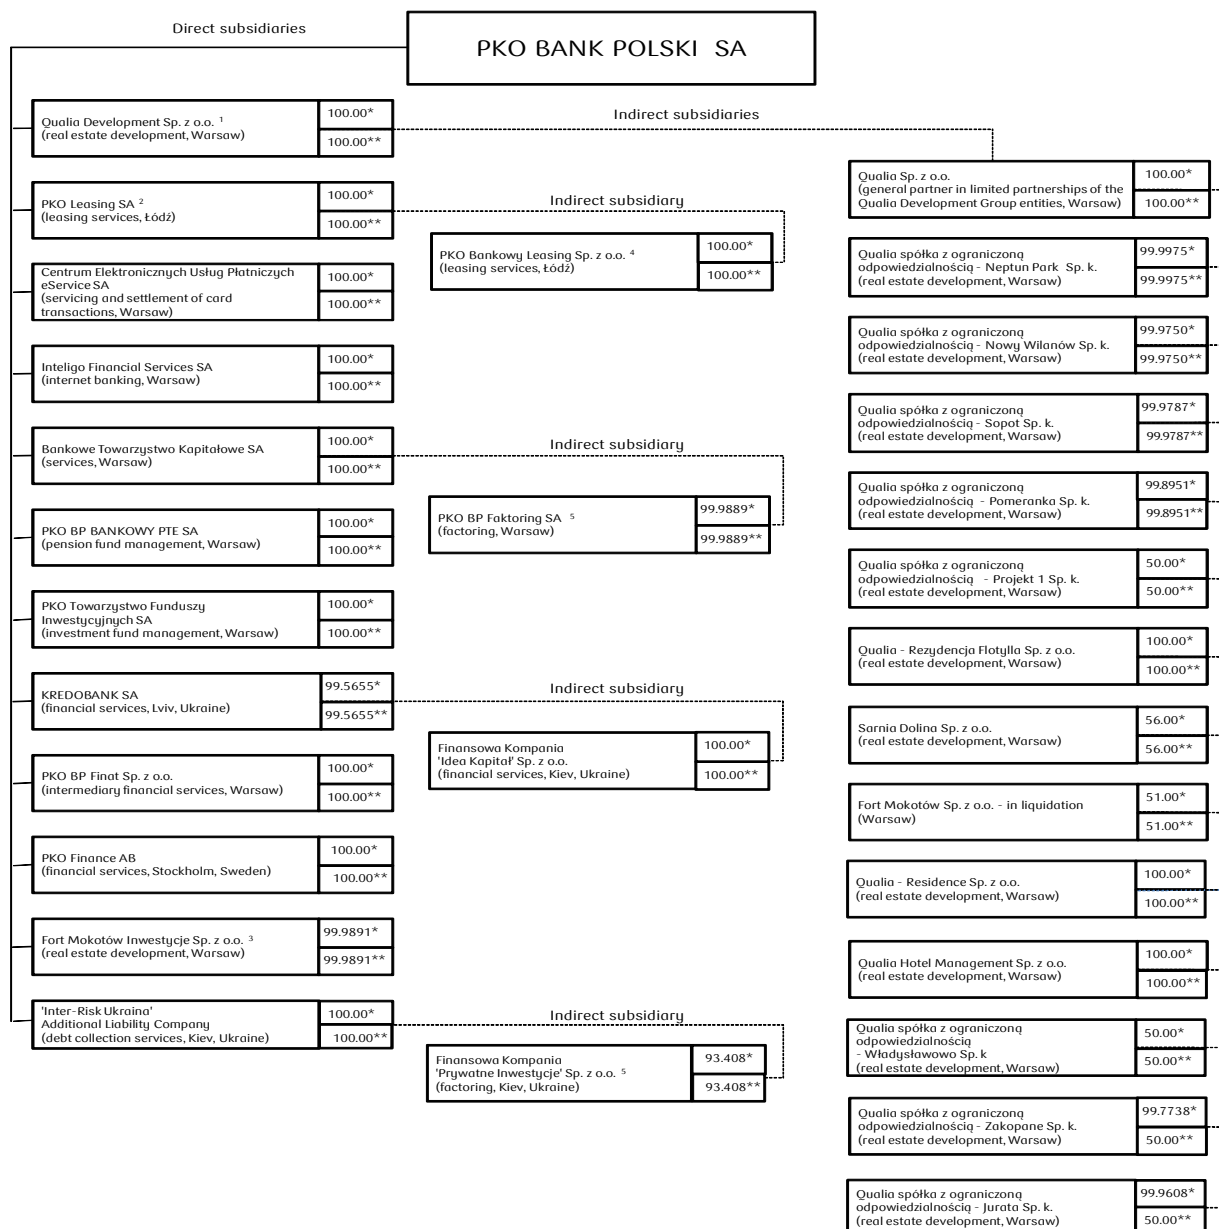 Direct subsidiaries
PKO BANK POLSKI SA
Qualia Development Sp. z o.o. 1
(real estate development, Warsaw)
100.00*
100.00**
Indirect subsidiaries
PKO Leasing SA 2
(leasing services, Łódź)
100.00*
100.00**
Indirect subsidiary
PKO Bankowy Leasing Sp. z o.o. 4
(leasing services, Łódź)
100.00*
100.00**
Centrum Elektronicznych Usług Płatniczych
eService SA
(servicing and settlement of card
transactions, Warsaw)
100.00*
100.00**
Inteligo Financial Services SA
(internet banking, Warsaw)
100.00*
100.00**
Bankowe Towarzystwo Kapitałowe SA
(services, Warsaw)
100.00*
100.00**
Indirect subsidiary
PKO BP Faktoring SA 5
(factoring, Warsaw)
99.9889*
99.9889**
PKO BP BANKOWY PTE SA
(pension fund management, Warsaw)
100.00*
100.00**
PKO Towarzystwo Funduszy
Inwestycyjnych SA
(investment fund management, Warsaw)
100.00*
100.00**
KREDOBANK SA
(financial services, Lviv, Ukraine)
99.5655*
99.5655**
Indirect subsidiary
Finansowa Kompania
'Idea Kapitał' Sp. z o.o.
(financial services, Kiev, Ukraine)
100.00*
100.00**
PKO BP Finat Sp. z o.o.
(intermediary financial services, Warsaw)
100.00*
100.00**
PKO Finance AB
(financial services, Stockholm, Sweden)
100.00*
100.00**
Fort Mokotów Inwestycje Sp. z o.o. 3
(real estate development, Warsaw)
99.9891*
99.9891**
'Inter-Risk Ukraina'
Additional Liability Company
(debt collection services, Kiev, Ukraine)
100.00*
100.00**
Indirect subsidiary
Finansowa Kompania
'Prywatne Inwestycje' Sp. z o.o. 5
(factoring, Kiev, Ukraine)
93.408*
93.408**
Qualia Sp. z o.o.
(general partner in limited partnerships of the
Qualia Development Group entities, Warsaw)
100.00*
100.00**
Qualia spółka z ograniczoną
odpowiedzialnością - Neptun Park Sp. k.
(real estate development, Warsaw)
99.9975*
99.9975**
Qualia spółka z ograniczoną
odpowiedzialnością - Nowy Wilanów Sp. k.
(real estate development, Warsaw)
99.9750*
99.9750**
Qualia spółka z ograniczoną
odpowiedzialnością - Sopot Sp. k.
(real estate development, Warsaw)
99.9787*
99.9787**
Qualia spółka z ograniczoną
odpowiedzialnością - Pomeranka Sp. k.
(real estate development, Warsaw)
99.8951*
99.8951**
Qualia spółka z ograniczoną
odpowiedzialnością - Projekt 1 Sp. k.
(real estate development, Warsaw)
50.00*
50.00**
Qualia - Rezydencja Flotylla Sp. z o.o.
(real estate development, Warsaw)
100.00*
100.00**
Sarnia Dolina Sp. z o.o.
(real estate development, Warsaw)
56.00*
56.00**
Fort Mokotów Sp. z o.o. - in liquidation
(Warsaw)
51.00*
51.00**
Qualia - Residence Sp. z o.o.
(real estate development, Warsaw)
100.00*
100.00**
Qualia Hotel Management Sp. z o.o.
(real estate development, Warsaw)
100.00*
100.00**
Qualia spółka z ograniczoną
odpowiedzialnością
- Władysławowo Sp. k
(real estate development, Warsaw)
50.00*
50.00**
Qualia spółka z ograniczoną
odpowiedzialnością - Zakopane Sp. k.
(real estate development, Warsaw)
99.7738*
50.00**
Qualia spółka z ograniczoną
odpowiedzialnością - Jurata Sp. k.
(real estate development, Warsaw)
99.9608*
50.00**